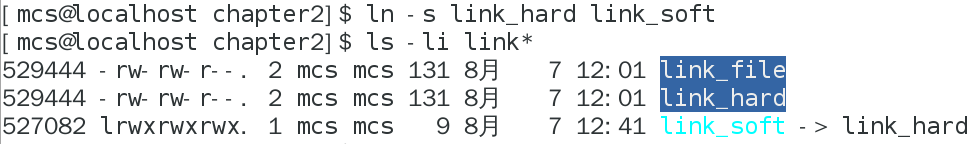 [mcs@localhost chapter2]$ ln -s link_hard link_soft
[mcs@localhost chapter2]$ ls -li link*
529444 -rw-rw-r--. 2 mcs mcs 131 8月 7 12:01 link_file
529444 -rw-rw-r--. 2 mcs mcs 131 8月 7 12:01 link_hard
527082 lrwxrwxrwx. 1 mcs mcs 9 8月 7 12:41 link_soft -> link_hard